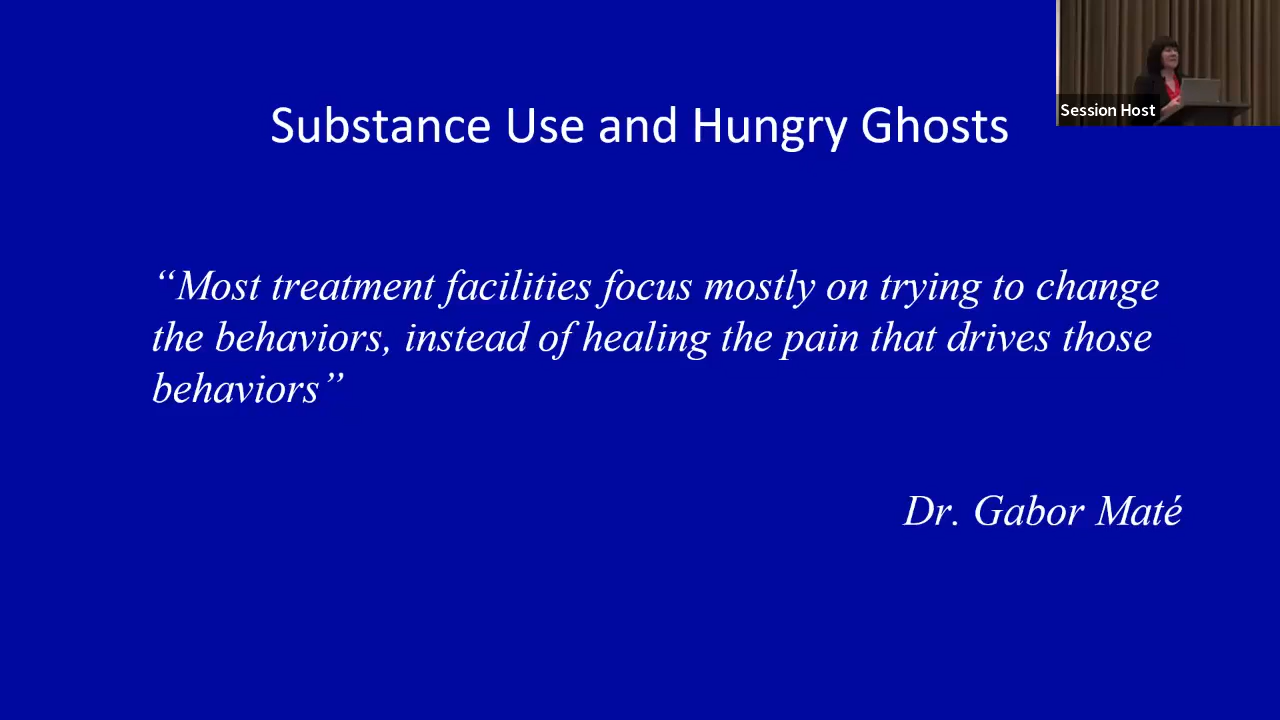 Session Host
Substance Use and Hungry Ghosts
“Most treatment facilities focus mostly on trying to change
the behaviors, instead of healing the pain that drives those
behaviors”
Dr. Gabor Maté